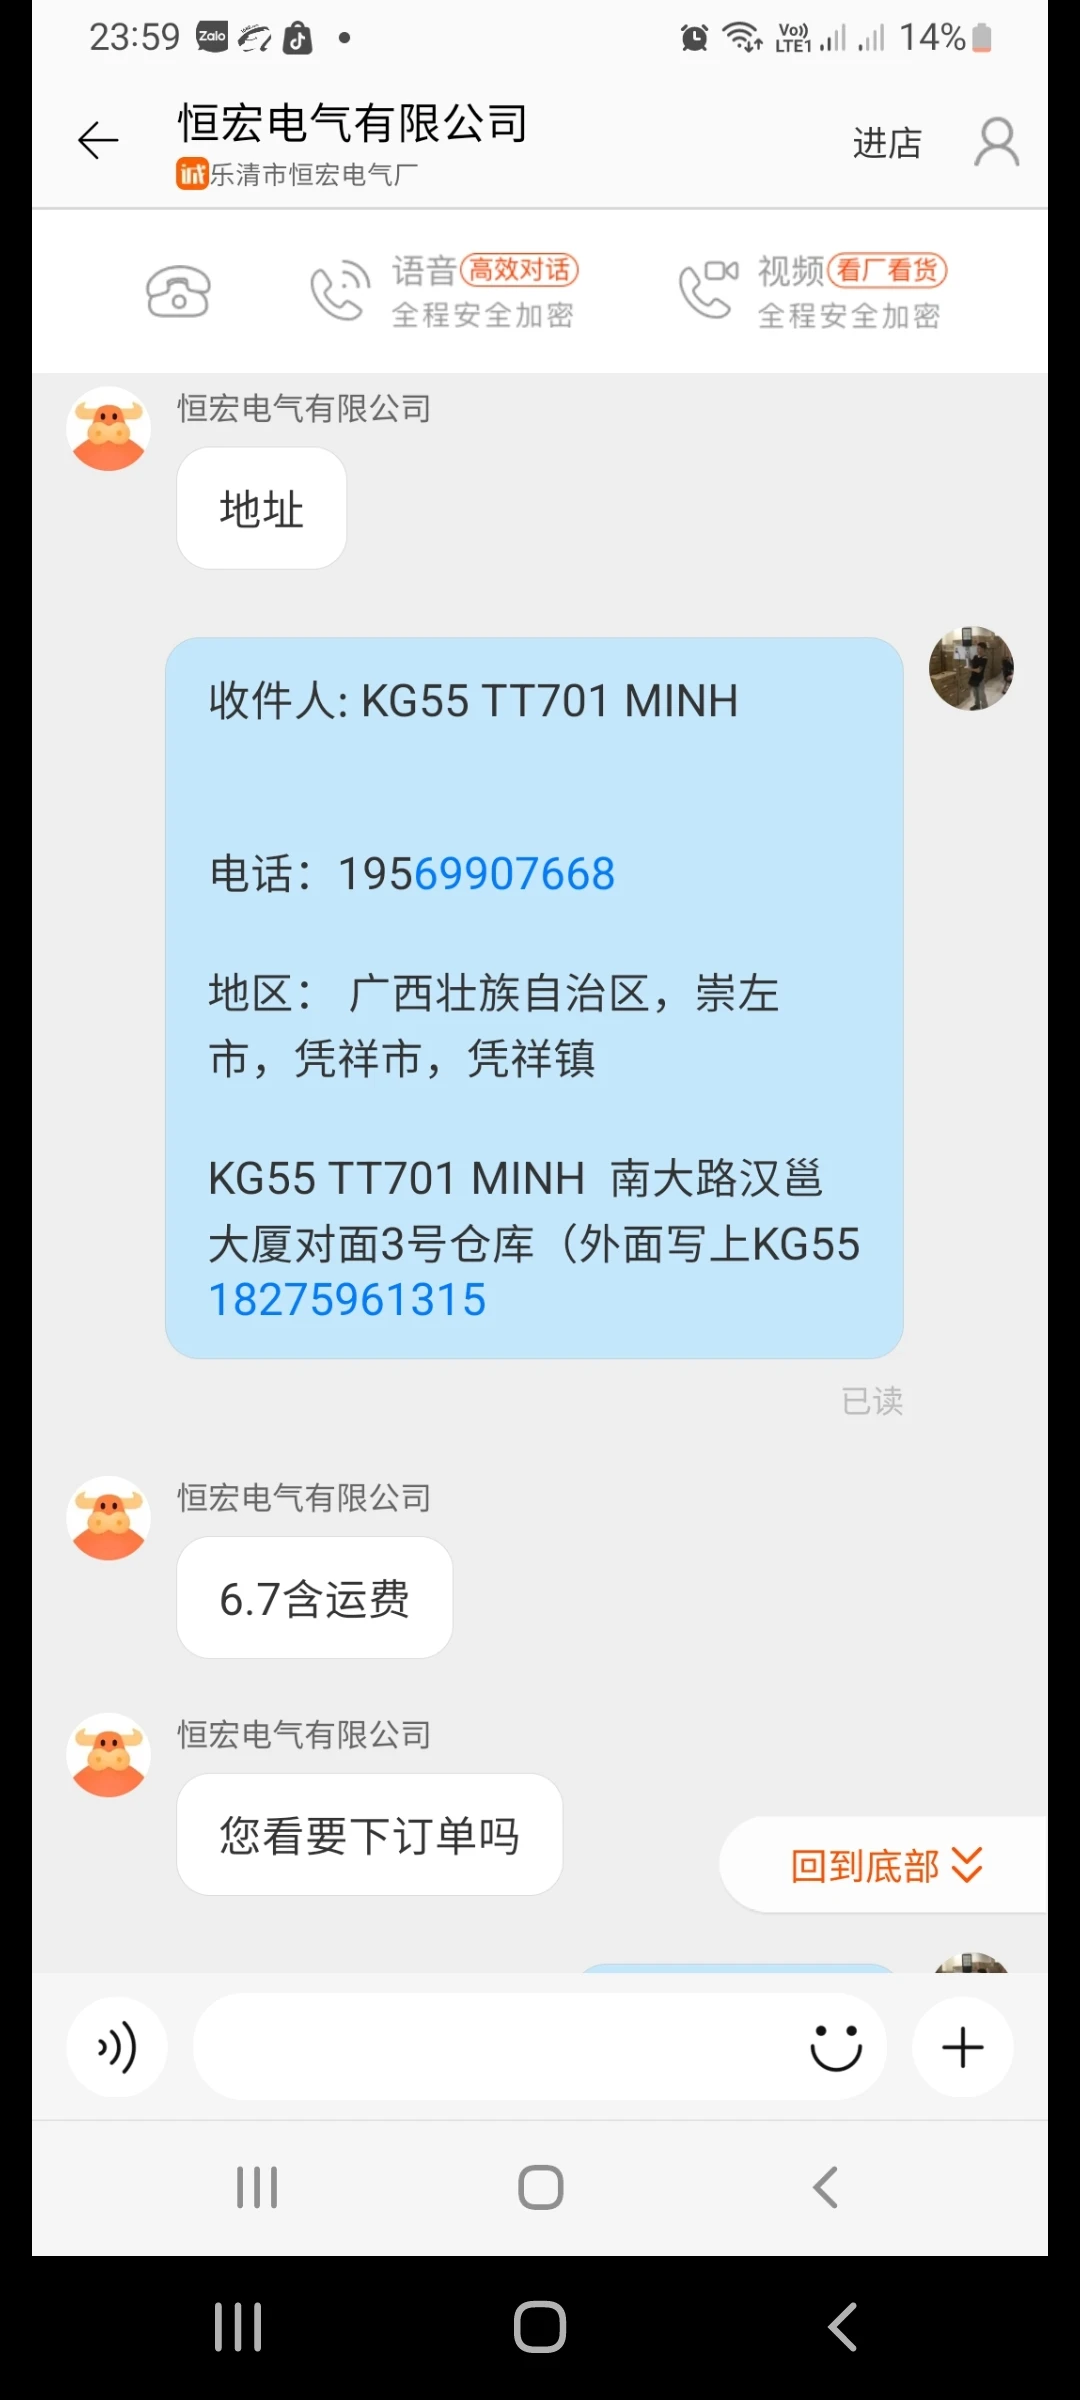 23:59 Zalo
Vo)) LTE1 14%
恒宏电气有限公司
诚乐清市恒宏电气厂
进店
语音 高效对话
全程安全加密
视频 看厂看货
全程安全加密
恒宏电气有限公司
地址
收件人: KG55 TT701 MINH
电话：19569907668
地区： 广西壮族自治区，崇左
市，凭祥市，凭祥镇
KG55 TT701 MINH 南大路汉邕
大厦对面3号仓库（外面写上KG55
18275961315
已读
恒宏电气有限公司
6.7含运费
恒宏电气有限公司
您看要下订单吗
回到底部